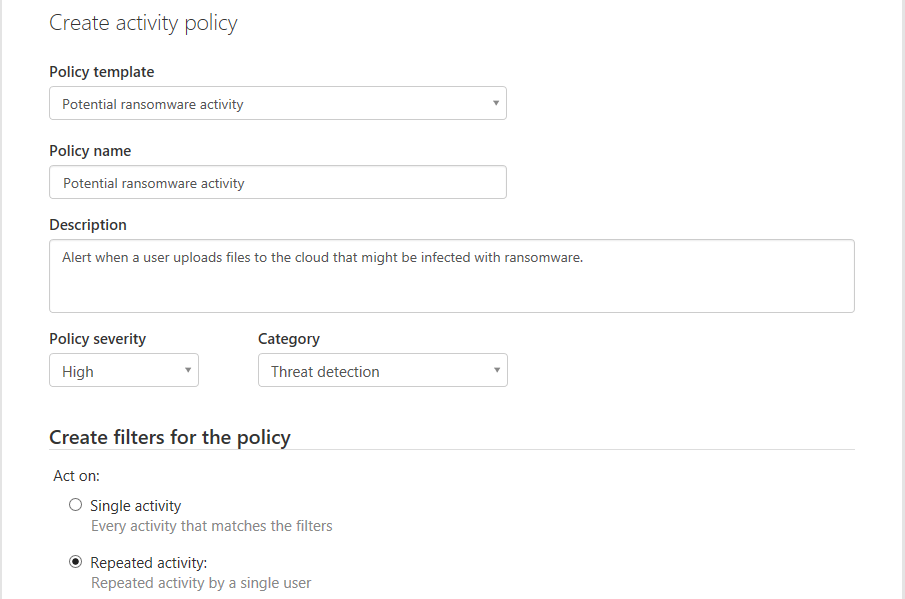 Create activity policy
Policy template
Potential ransomware activity
Policy name
Potential ransomware activity
Description
Alert when a user uploads files to the cloud that might be infected with ransomware.
Policy severity
Category
High
Threat detection
Create filters for the policy
Act on:
Single activity
Every activity that matches the filters
Repeated activity:
Repeated activity by a single user